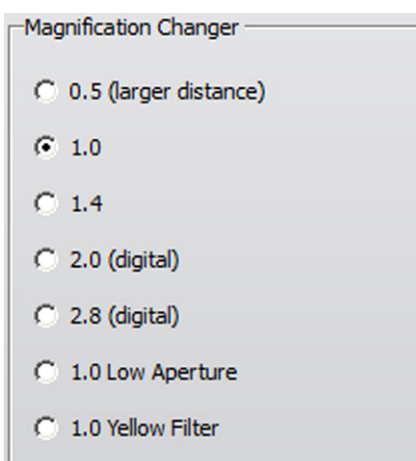 Magnification Changer
0.5 (larger distance)
1.0
1.4
2.0 (digital)
2.8 (digital)
1.0 Low Aperture
1.0 Yellow Filter